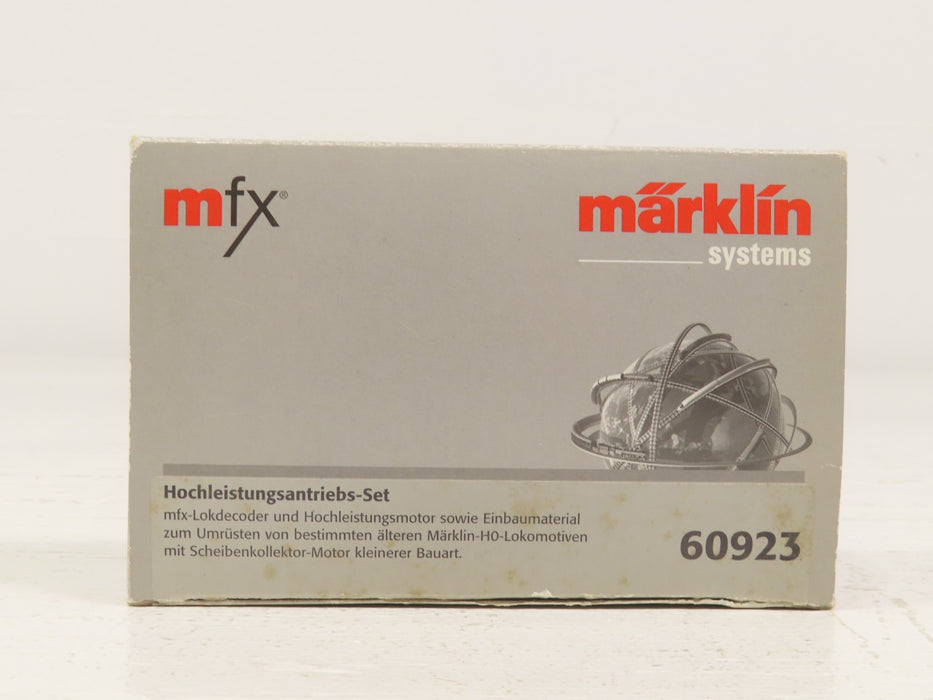 mfx®
märklín
systems
Hochleistungsantriebs-Set
mfx-Lokdecoder und Hochleistungsmotor sowie Einbaumaterial
zum Umrüsten von bestimmten älteren Märklin-H0-Lokomotiven
mit Scheibenkollektor-Motor kleinerer Bauart.
60923